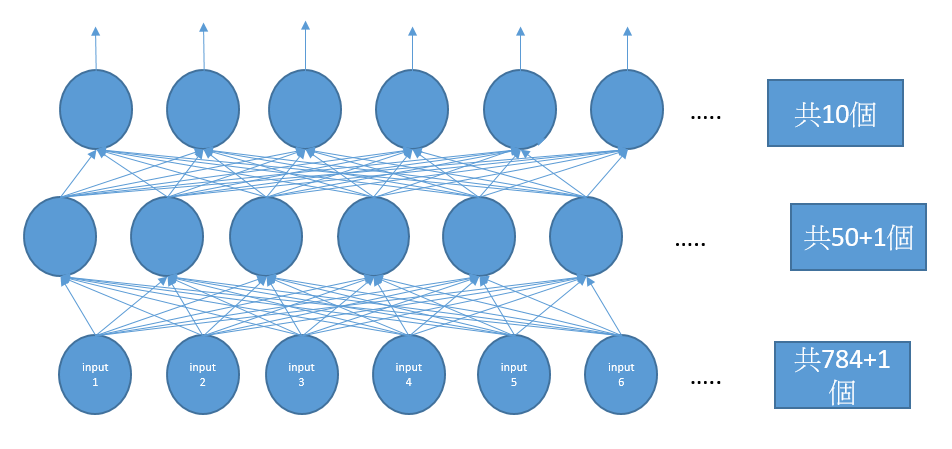 .....
共10個
.....
共50+1個
input
1
input
2
input
3
input
4
input
5
input
6
.....
共784+1
個